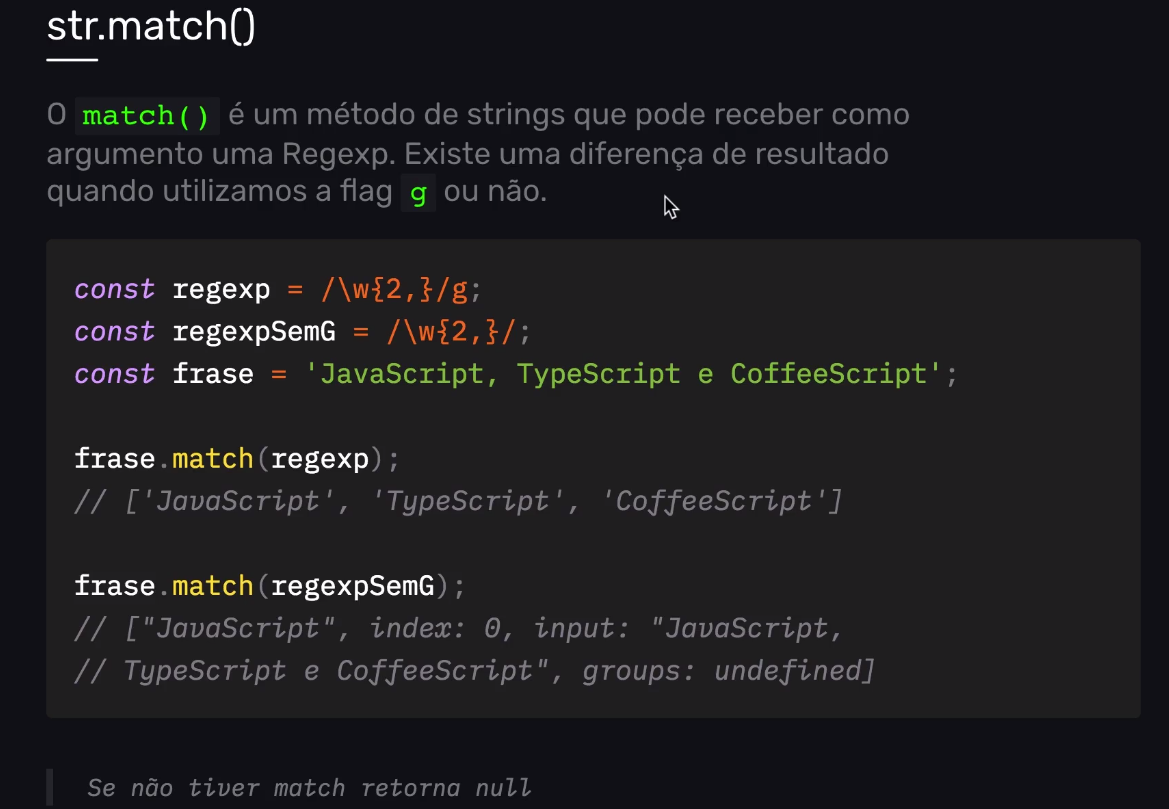 str.match()
O match() é um método de strings que pode receber como
argumento uma Regexp. Existe uma diferença de resultado
quando utilizamos a flag g ou não.
const regexp = /\w{2,}/g;
const regexpSemG = /\w{2,}/;
const frase = 'JavaScript, TypeScript e CoffeeScript';
frase.match(regexp);
// ['JavaScript', 'TypeScript', 'CoffeeScript']
frase.match(regexpSemG);
// ["JavaScript", index: 0, input: "JavaScript,
// TypeScript e CoffeeScript", groups: undefined]
Se não tiver match retorna null